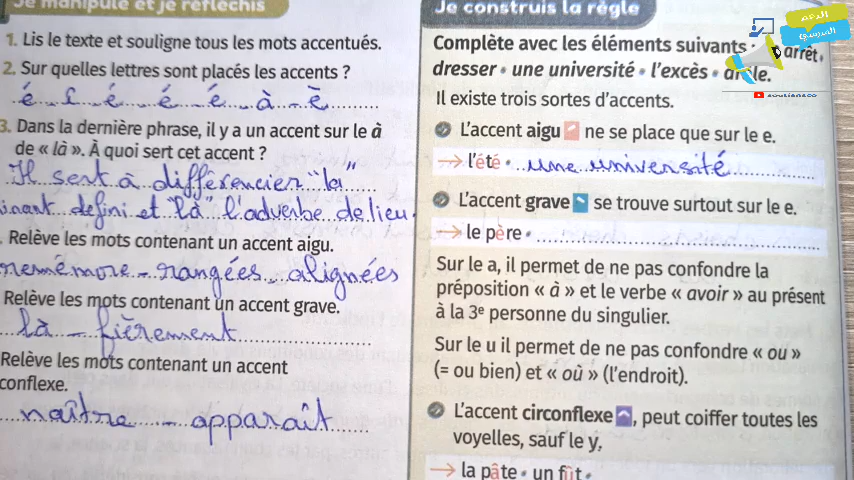 Je manipule et je réfléchis
1. Lis le texte et souligne tous les mots accentués.
2. Sur quelles lettres sont placés les accents ?
3. Dans la dernière phrase, il y a un accent sur le à
de « là ». À quoi sert cet accent ?
Il sert à différencier "la"
défini et "là" l'adverbe de lieu.
. Relève les mots contenant un accent aigu.
remémore - rangées alignées
Relève les mots contenant un accent grave.
là - fièrement
Relève les mots contenant un accent
conflexe.
naître - apparaît
Je construis la règle
Complète avec les éléments suivants : arrêt •
dresser • une université • l'excès •
Il existe trois sortes d'accents.
L'accent aigu ne se place que sur le e.
→ l'été • une université
L'accent grave se trouve surtout sur le e.
→ le père •
Sur le a, il permet de ne pas confondre la
préposition « à » et le verbe « avoir » au présent
à la 3e personne du singulier.
Sur le u il permet de ne pas confondre « ou »
(= ou bien) et « où » (l'endroit).
L'accent circonflexe , peut coiffer toutes les
voyelles, sauf le y,
→ la pâte • un fût •
الدعم
المدرسي